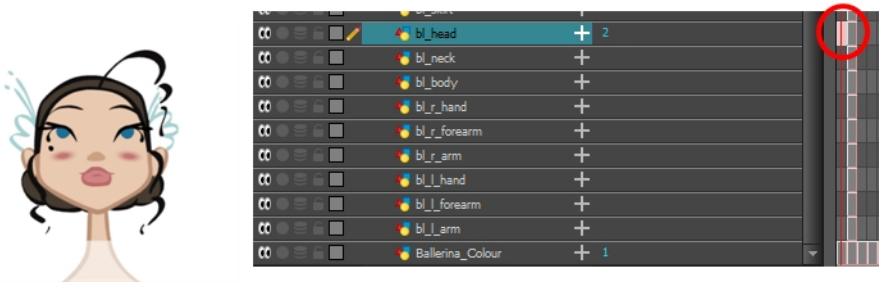 bl_head 2
bl_neck
bl_body
bl_r_hand
bl_r_forearm
bl_r_arm
bl_l_hand
bl_l_forearm
bl_l_arm
Ballerina_Colour 1